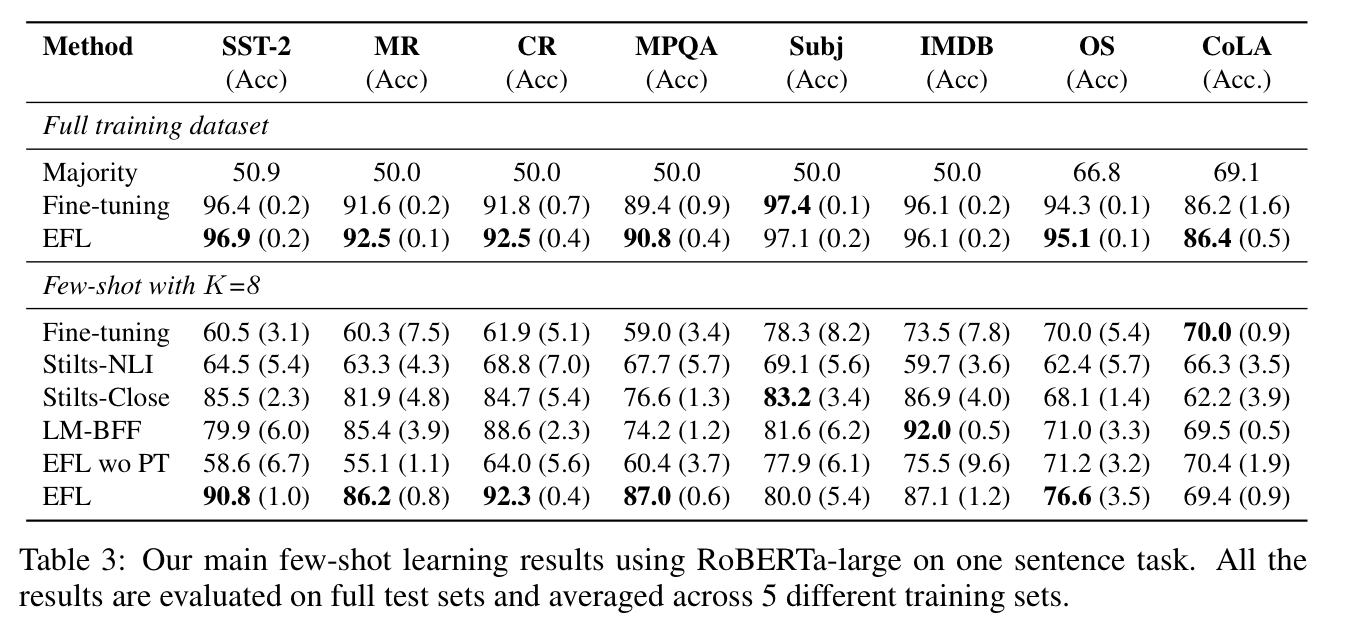 Method SST-2 MR CR MPQA Subj IMDB OS CoLA
(Acc) (Acc) (Acc) (Acc) (Acc) (Acc) (Acc) (Acc.)
Full training dataset
Majority 50.9 50.0 50.0 50.0 50.0 50.0 66.8 69.1
Fine-tuning 96.4 (0.2) 91.6 (0.2) 91.8 (0.7) 89.4 (0.9) 97.4 (0.1) 96.1 (0.2) 94.3 (0.1) 86.2 (1.6)
EFL 96.9 (0.2) 92.5 (0.1) 92.5 (0.4) 90.8 (0.4) 97.1 (0.2) 96.1 (0.2) 95.1 (0.1) 86.4 (0.5)
Few-shot with K=8
Fine-tuning 60.5 (3.1) 60.3 (7.5) 61.9 (5.1) 59.0 (3.4) 78.3 (8.2) 73.5 (7.8) 70.0 (5.4) 70.0 (0.9)
Stilts-NLI 64.5 (5.4) 63.3 (4.3) 68.8 (7.0) 67.7 (5.7) 69.1 (5.6) 59.7 (3.6) 62.4 (5.7) 66.3 (3.5)
Stilts-Close 85.5 (2.3) 81.9 (4.8) 84.7 (5.4) 76.6 (1.3) 83.2 (3.4) 86.9 (4.0) 68.1 (1.4) 62.2 (3.9)
LM-BFF 79.9 (6.0) 85.4 (3.9) 88.6 (2.3) 74.2 (1.2) 81.6 (6.2) 92.0 (0.5) 71.0 (3.3) 69.5 (0.5)
EFL wo PT 58.6 (6.7) 55.1 (1.1) 64.0 (5.6) 60.4 (3.7) 77.9 (6.1) 75.5 (9.6) 71.2 (3.2) 70.4 (1.9)
EFL 90.8 (1.0) 86.2 (0.8) 92.3 (0.4) 87.0 (0.6) 80.0 (5.4) 87.1 (1.2) 76.6 (3.5) 69.4 (0.9)
Table 3: Our main few-shot learning results using RoBERTa-large on one sentence task. All the
results are evaluated on full test sets and averaged across 5 different training sets.